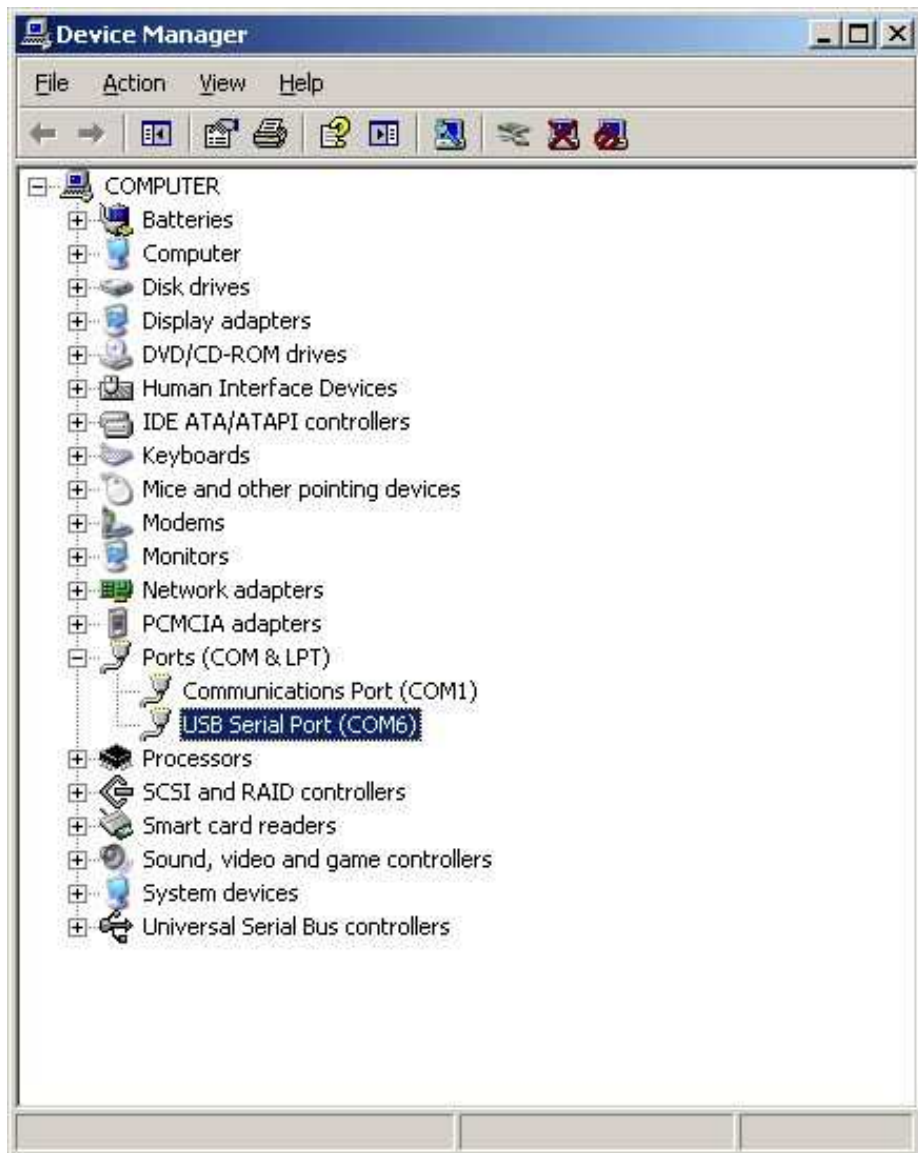 Device Manager
File Action View Help
COMPUTER
Batteries
Computer
Disk drives
Display adapters
DVD/CD-ROM drives
Human Interface Devices
IDE ATA/ATAPI controllers
Keyboards
Mice and other pointing devices
Modems
Monitors
Network adapters
PCMCIA adapters
Ports (COM & LPT)
Communications Port (COM1)
USB Serial Port (COM6)
Processors
SCSI and RAID controllers
Smart card readers
Sound, video and game controllers
System devices
Universal Serial Bus controllers